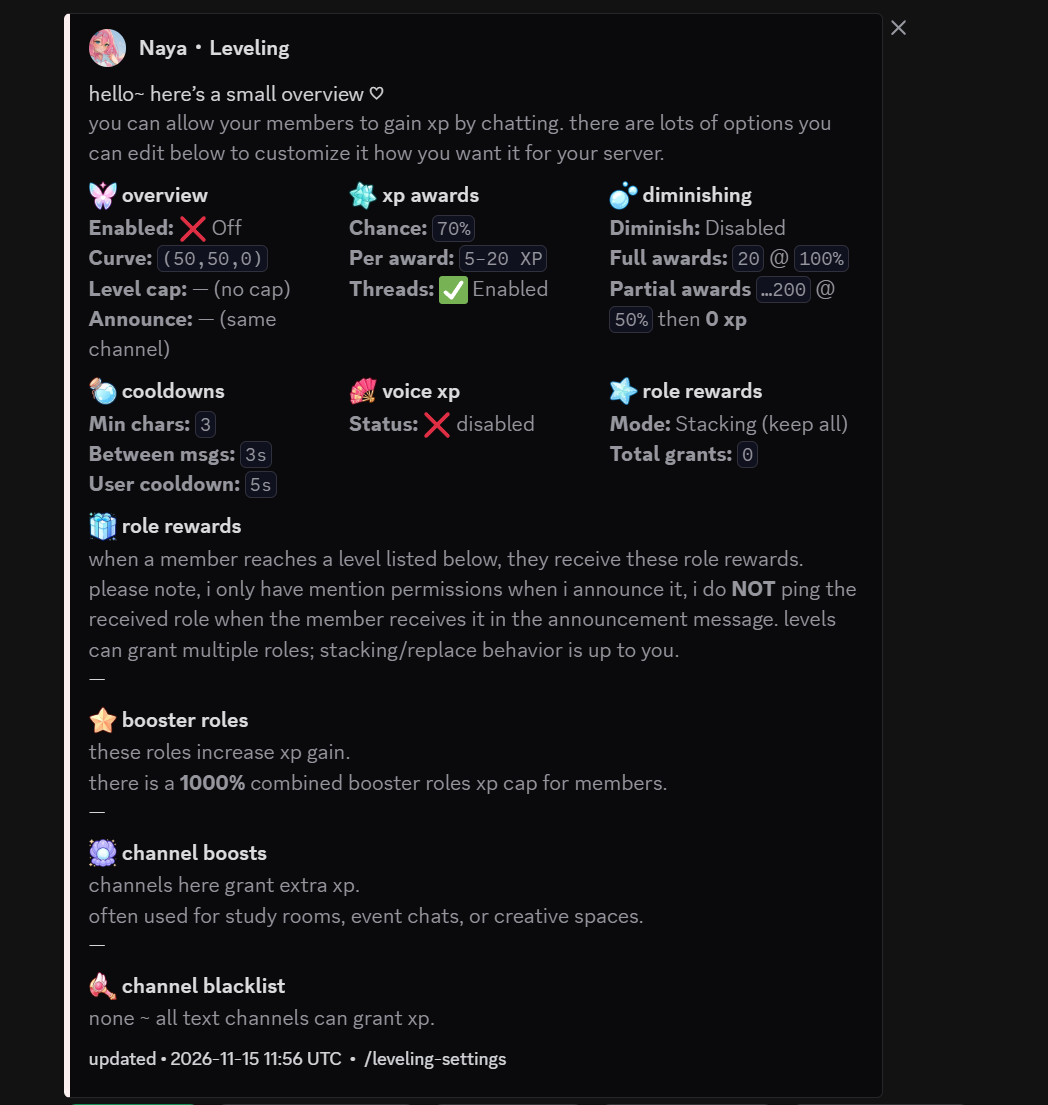 Naya • Leveling
hello~ here's a small overview ♡
you can allow your members to gain xp by chatting. there are lots of options you
can edit below to customize it how you want it for your server.
overview
Enabled: ❌ Off
Curve: (50,50,0)
Level cap: — (no cap)
Announce: — (same
channel)
xp awards
Chance: 70%
Per award: 5–20 XP
Threads: ✅ Enabled
diminishing
Diminish: Disabled
Full awards: 20 @ 100%
Partial awards …200 @
50% then 0 xp
cooldowns
Min chars: 3
Between msgs: 3s
User cooldown: 5s
voice xp
Status: ❌ disabled
role rewards
Mode: Stacking (keep all)
Total grants: 0
role rewards
when a member reaches a level listed below, they receive these role rewards.
please note, i only have mention permissions when i announce it, i do NOT ping the
received role when the member receives it in the announcement message. levels
can grant multiple roles; stacking/replace behavior is up to you.
—
booster roles
these roles increase xp gain.
there is a 1000% combined booster roles xp cap for members.
—
channel boosts
channels here grant extra xp.
often used for study rooms, event chats, or creative spaces.
—
channel blacklist
none ~ all text channels can grant xp.
updated • 2026-11-15 11:56 UTC • /leveling-settings